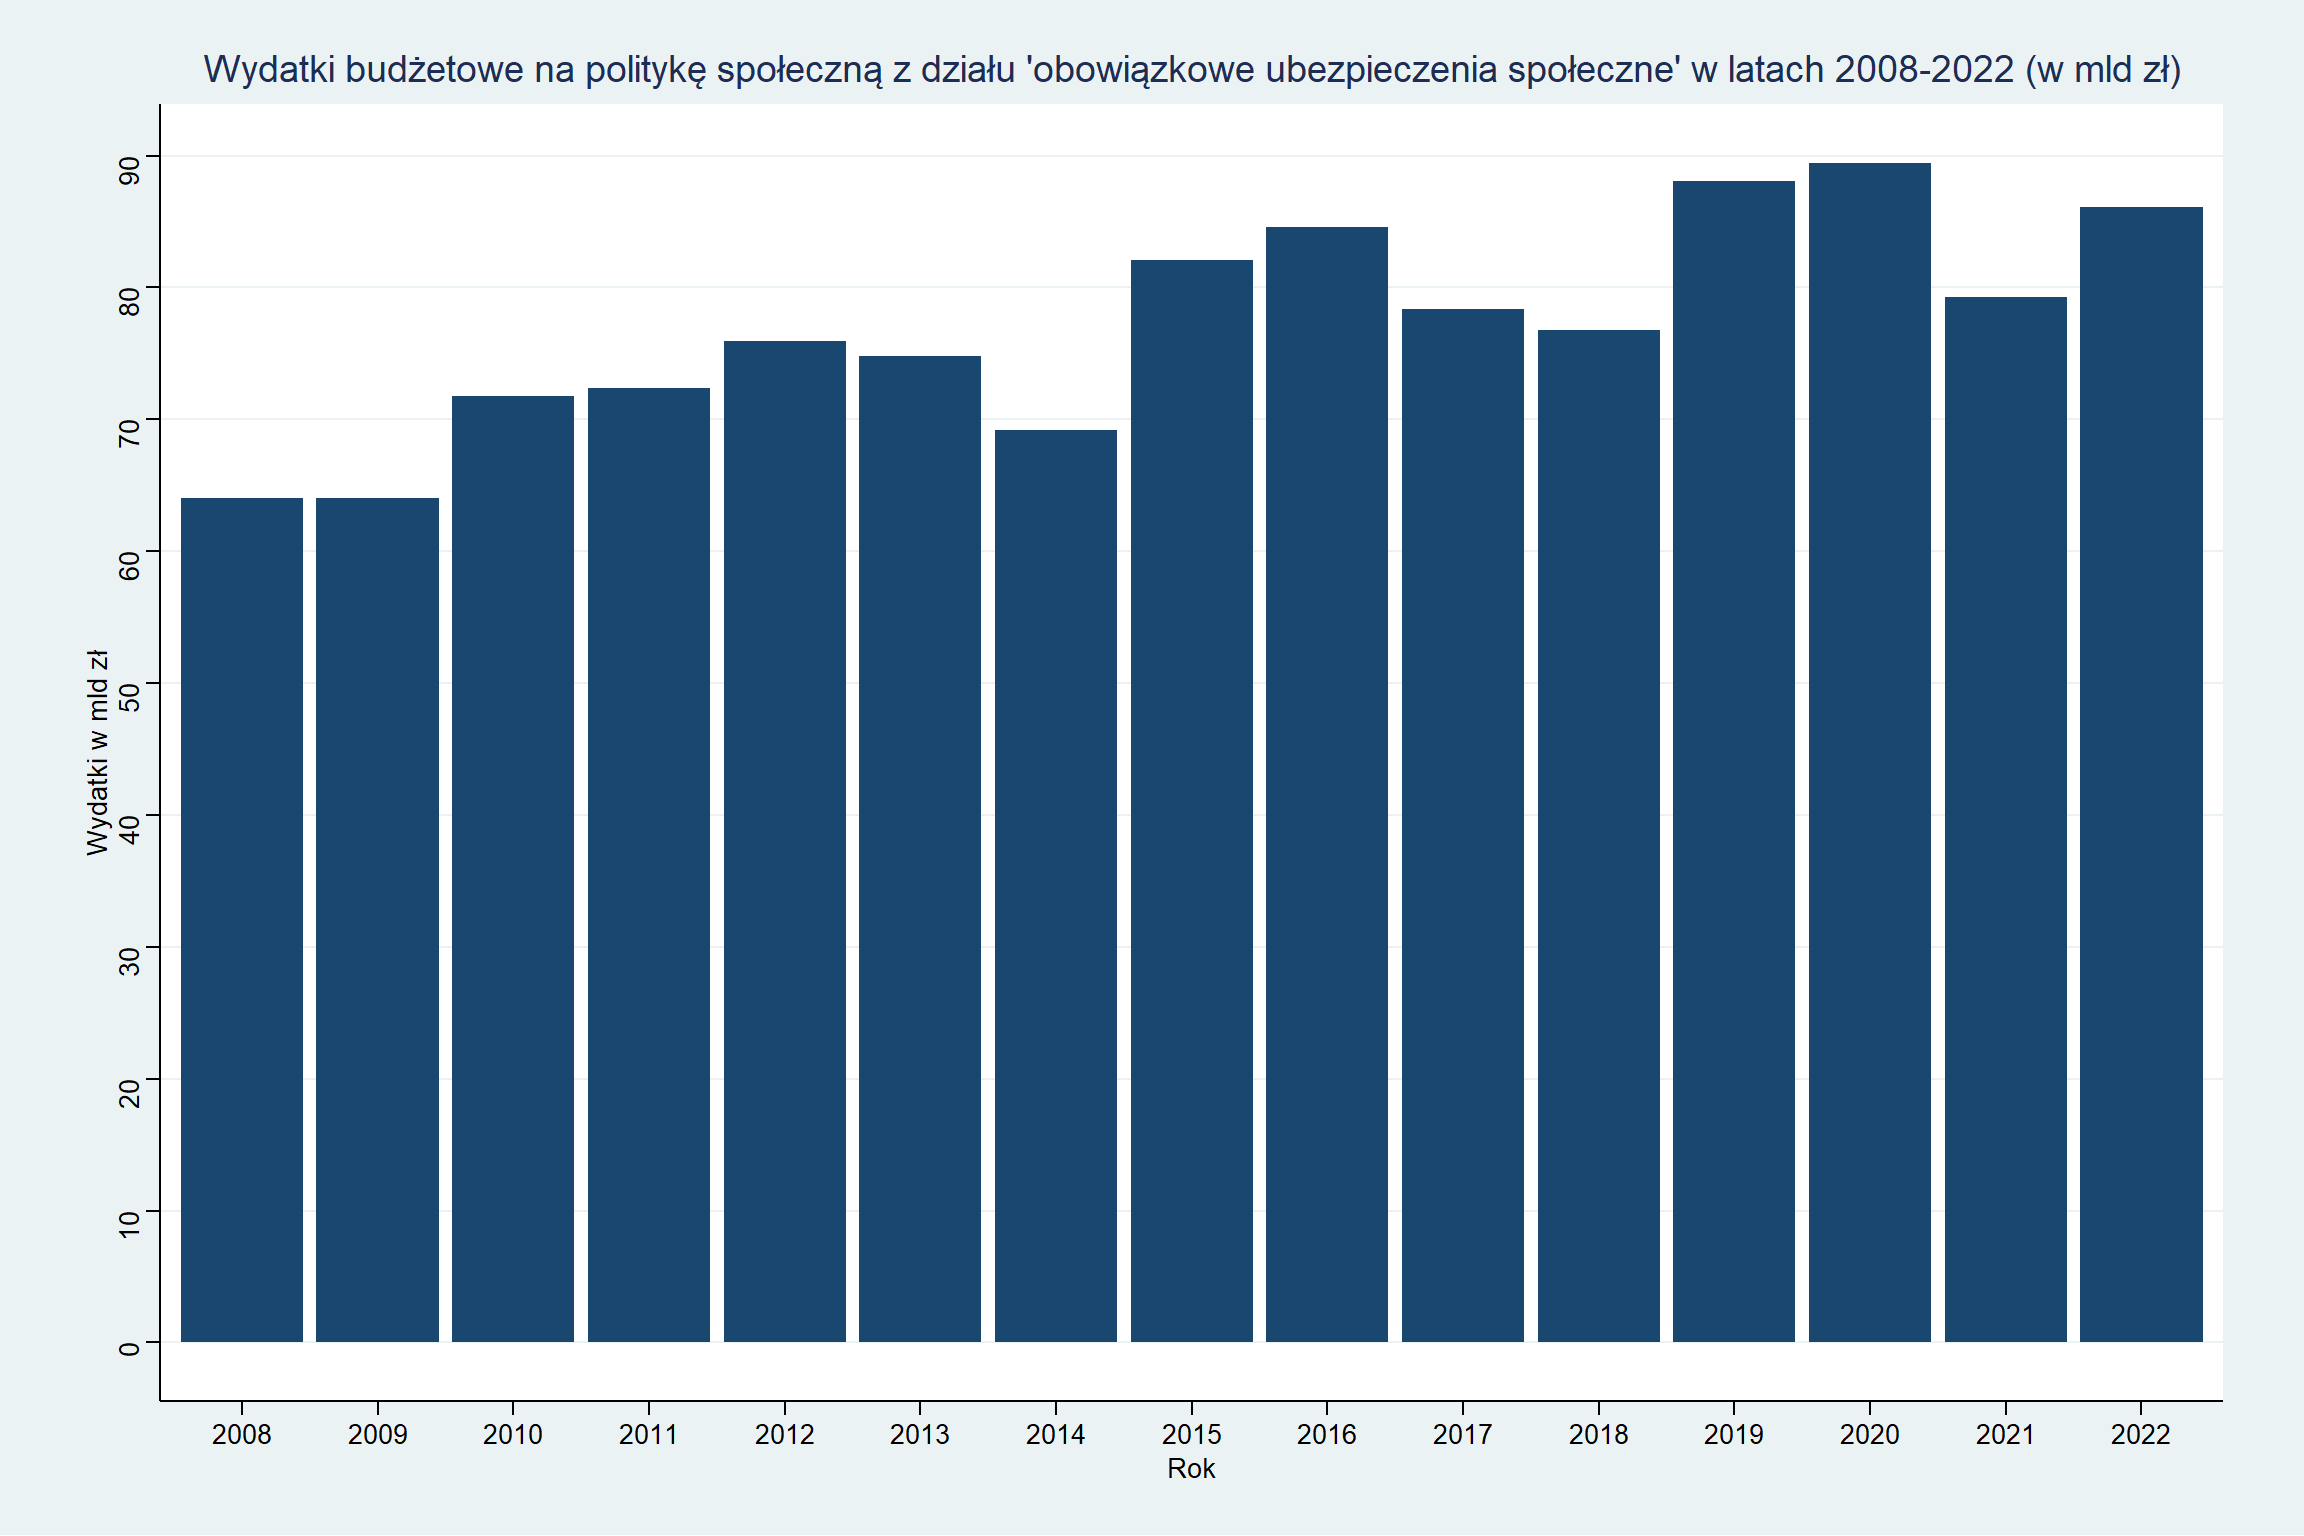 Wydatki budżetowe na politykę społeczną z działu 'obowiązkowe ubezpieczenia społeczne' w latach 2008-2022 (w mld zł)
Wydatki w mld zł
90
80
70
60
50
40
30
20
10
0
2008 2009 2010 2011 2012 2013 2014 2015 2016 2017 2018 2019 2020 2021 2022
Rok